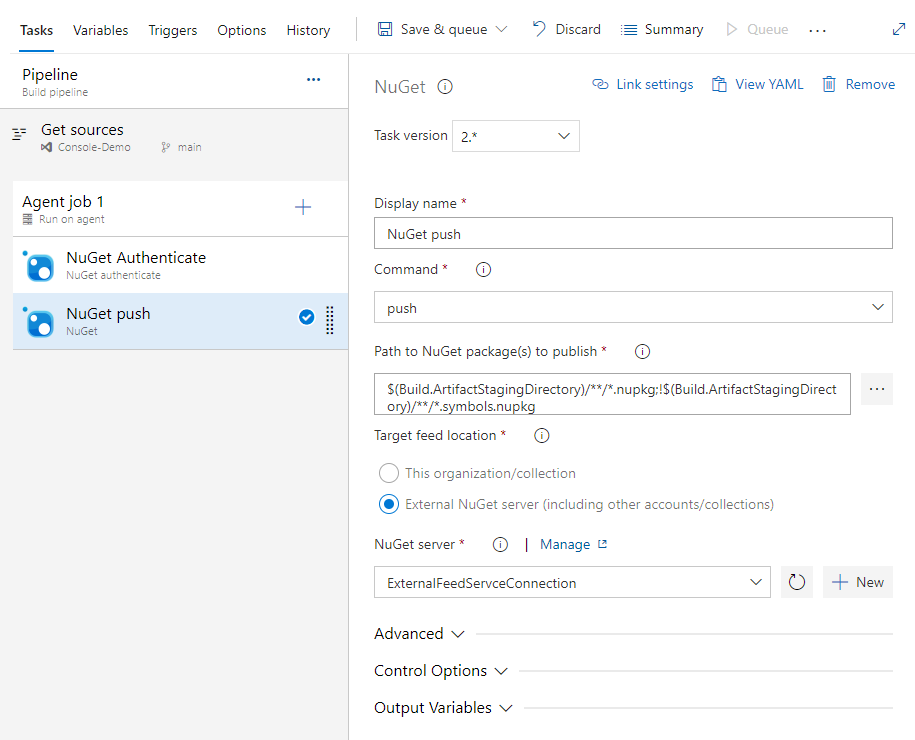 Tasks Variables Triggers Options History Save & queue Discard Summary Queue ...
Pipeline ...
Build pipeline
Get sources
Console-Demo main
Agent job 1
Run on agent
NuGet Authenticate
NuGet authenticate
NuGet push
NuGet
NuGet Link settings View YAML Remove
Task version 2.*
Display name *
NuGet push
Command *
push
Path to NuGet package(s) to publish *
$(Build.ArtifactStagingDirectory)/**/*.nupkg;!$(Build.ArtifactStagingDirect
ory)/**/*.symbols.nupkg
...
Target feed location *
This organization/collection
External NuGet server (including other accounts/collections)
NuGet server * | Manage
ExternalFeedServceConnection New
Advanced
Control Options
Output Variables